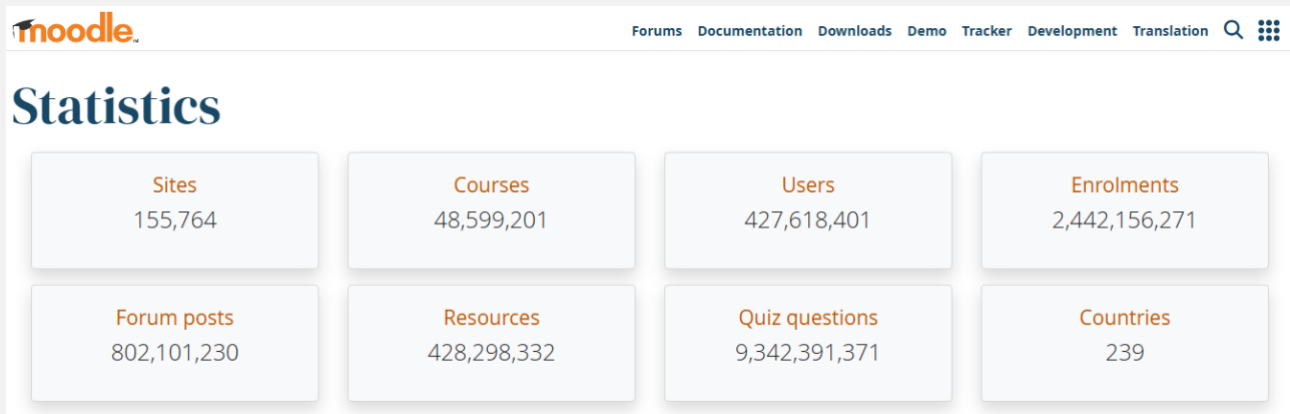 moodle
Forums Documentation Downloads Demo Tracker Development Translation
Statistics
Sites
155,764
Courses
48,599,201
Users
427,618,401
Enrolments
2,442,156,271
Forum posts
802,101,230
Resources
428,298,332
Quiz questions
9,342,391,371
Countries
239